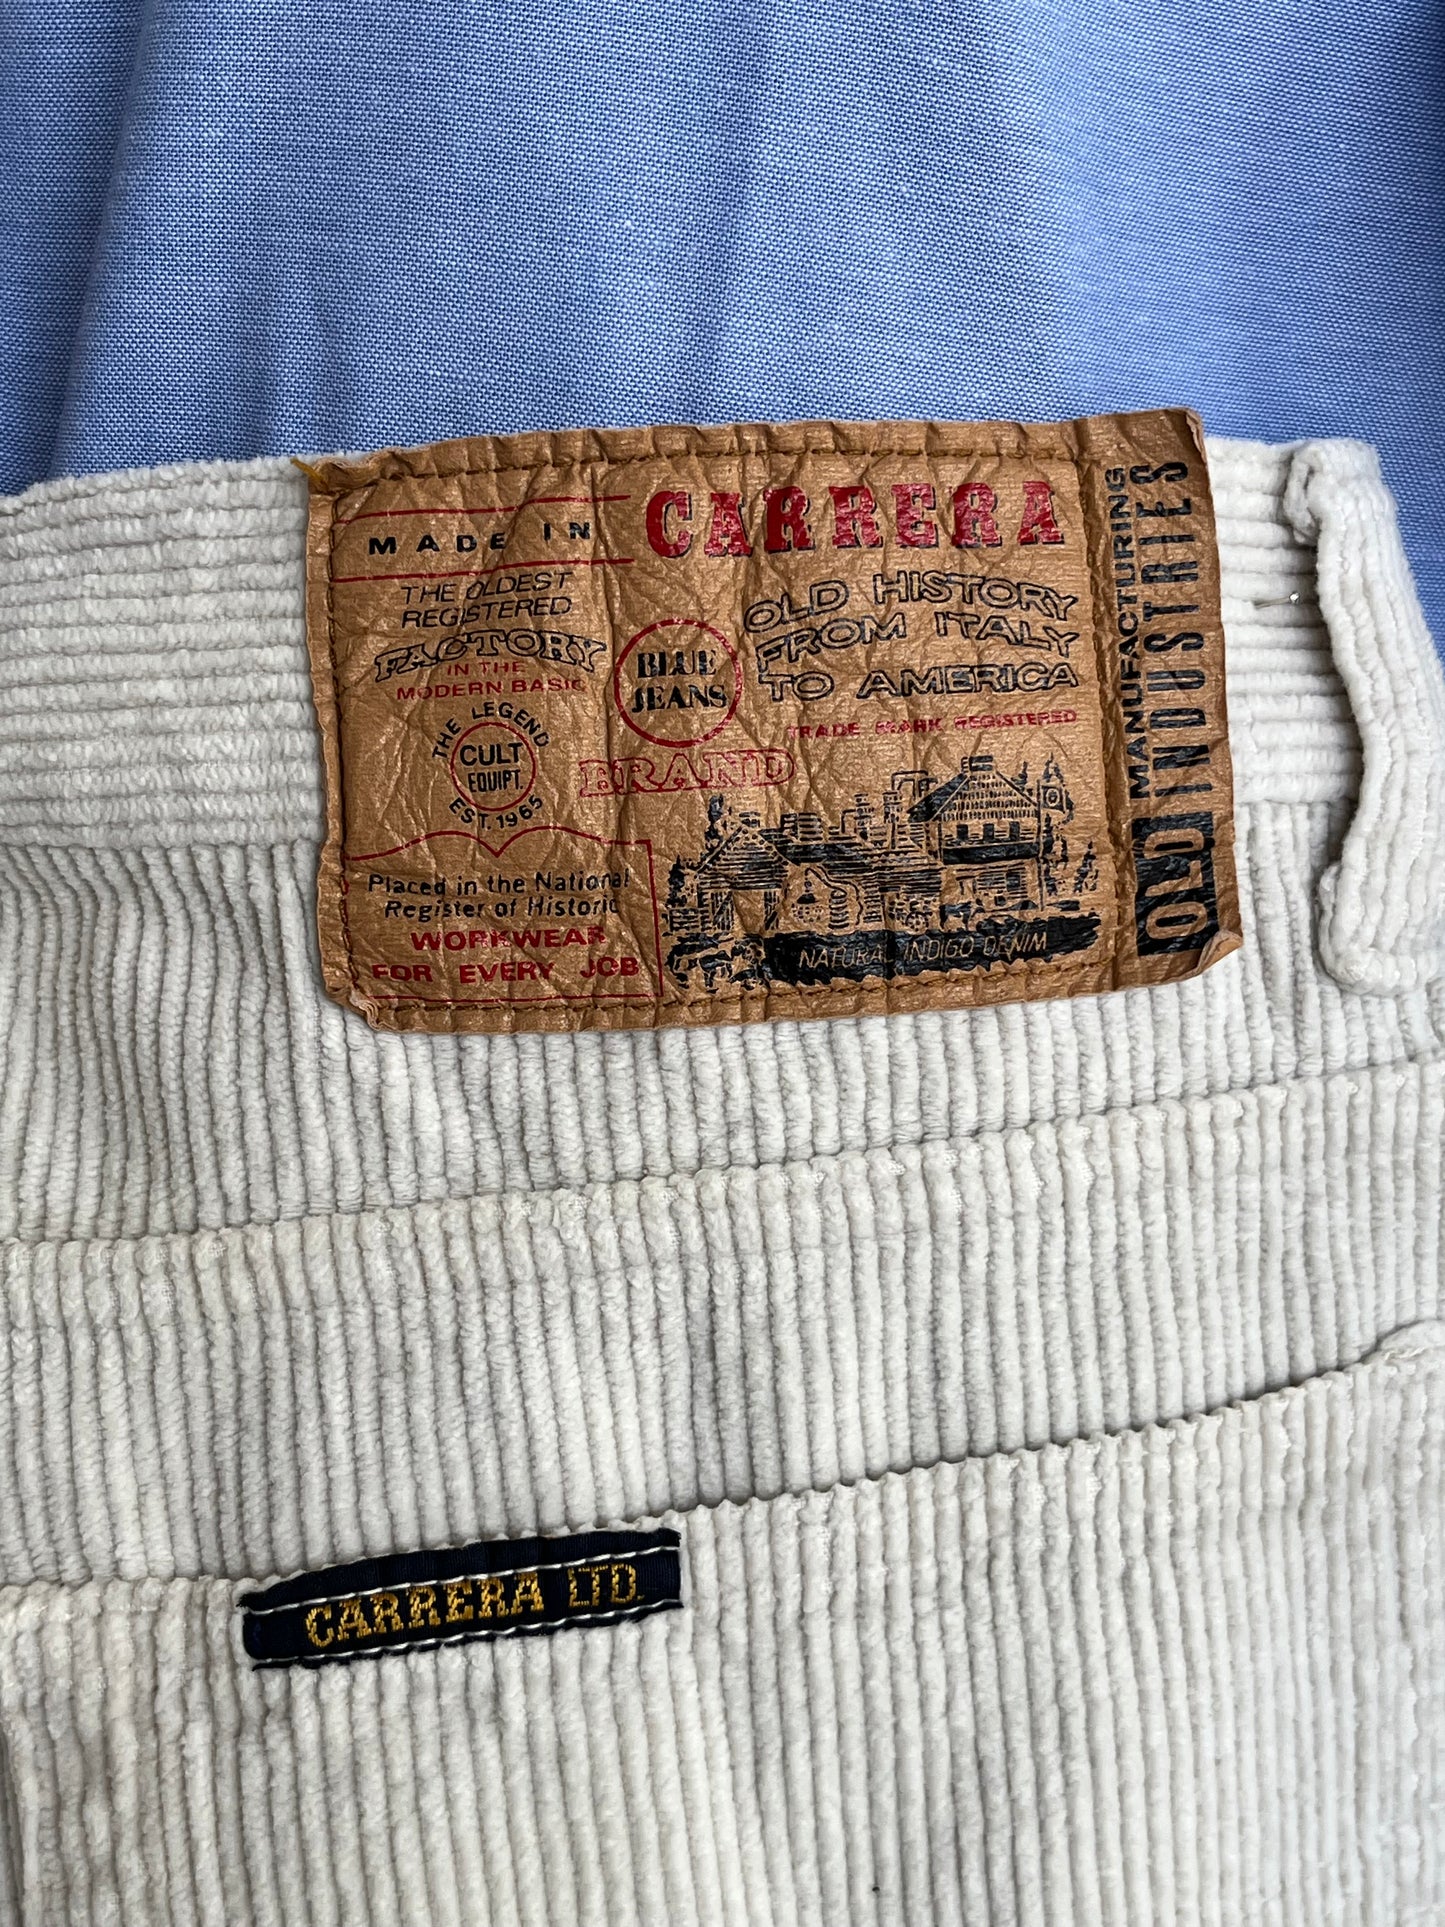 MADE IN CARRERA
THE OLDEST
REGISTERED
FACTORY
IN THE
MODERN BASIC
THE LEGEND
CULT
EQUIPT.
EST. 1965
Placed in the National
Register of Historic
WORKWEAR
FOR EVERY JOB
BLUE
JEANS
BRAND
OLD HISTORY
FROM ITALY
TO AMERICA
TRADE MARK REGISTERED
NATURAL INDIGO DENIM
MANUFACTURING
OLD INDUSTRIES
CARRERA LTD.